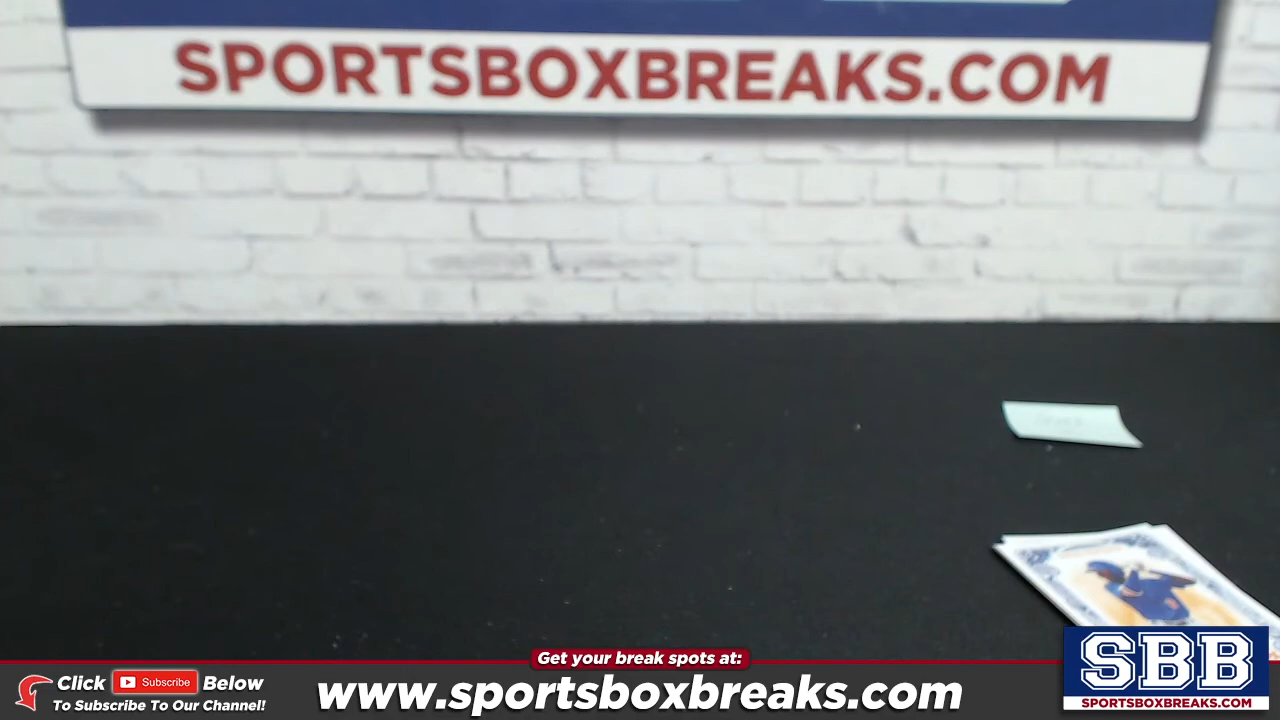 SPORTSBOXBREAKS.COM
Get your break spots at:
Click Subscribe Below
To Subscribe To Our Channel!
www.sportsboxbreaks.com
SBB
SPORTSBOXBREAKS.COM